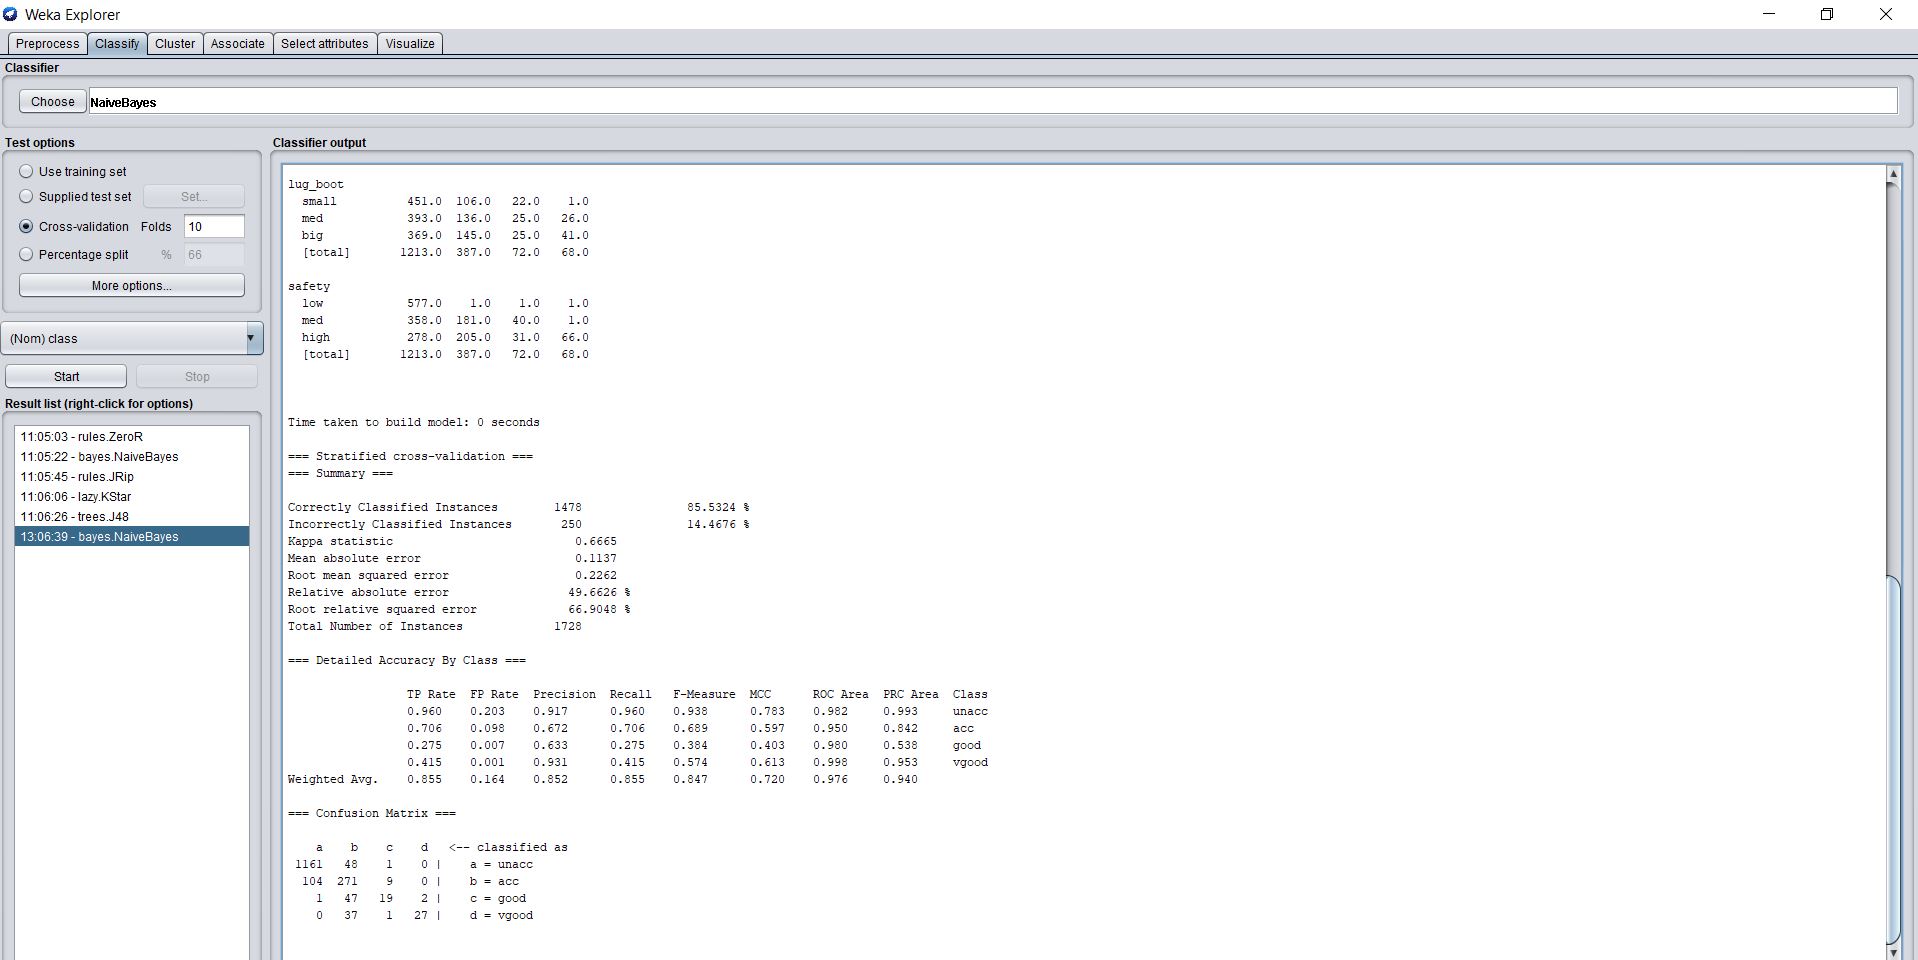 Weka Explorer
Preprocess Classify Cluster Associate Select attributes Visualize
Classifier
Choose NaiveBayes
Test options
Use training set
Supplied test set Set...
Cross-validation Folds 10
Percentage split % 66
More options...
(Nom) class
Start Stop
Result list (right-click for options)
11:05:03 - rules.ZeroR
11:05:22 - bayes.NaiveBayes
11:05:45 - rules.JRip
11:06:06 - lazy.KStar
11:06:26 - trees.J48
13:06:39 - bayes.NaiveBayes
Classifier output
lug_boot
small 451.0 106.0 22.0 1.0
med 393.0 136.0 25.0 26.0
big 369.0 145.0 25.0 41.0
[total] 1213.0 387.0 72.0 68.0
safety
low 577.0 1.0 1.0 1.0
med 358.0 181.0 40.0 1.0
high 278.0 205.0 31.0 66.0
[total] 1213.0 387.0 72.0 68.0
Time taken to build model: 0 seconds
=== Stratified cross-validation ===
=== Summary ===
Correctly Classified Instances 1478 85.5324 %
Incorrectly Classified Instances 250 14.4676 %
Kappa statistic 0.6665
Mean absolute error 0.1137
Root mean squared error 0.2262
Relative absolute error 49.6626 %
Root relative squared error 66.9048 %
Total Number of Instances 1728
=== Detailed Accuracy By Class ===
TP Rate FP Rate Precision Recall F-Measure MCC ROC Area PRC Area Class
0.960 0.203 0.917 0.960 0.938 0.783 0.982 0.993 unacc
0.706 0.098 0.672 0.706 0.689 0.597 0.950 0.842 acc
0.275 0.007 0.633 0.275 0.384 0.403 0.980 0.538 good
0.415 0.001 0.931 0.415 0.574 0.613 0.998 0.953 vgood
Weighted Avg. 0.855 0.164 0.852 0.855 0.847 0.720 0.976 0.940
=== Confusion Matrix ===
a b c d <-- classified as
1161 48 1 0 | a = unacc
104 271 9 0 | b = acc
1 47 19 2 | c = good
0 37 1 27 | d = vgood